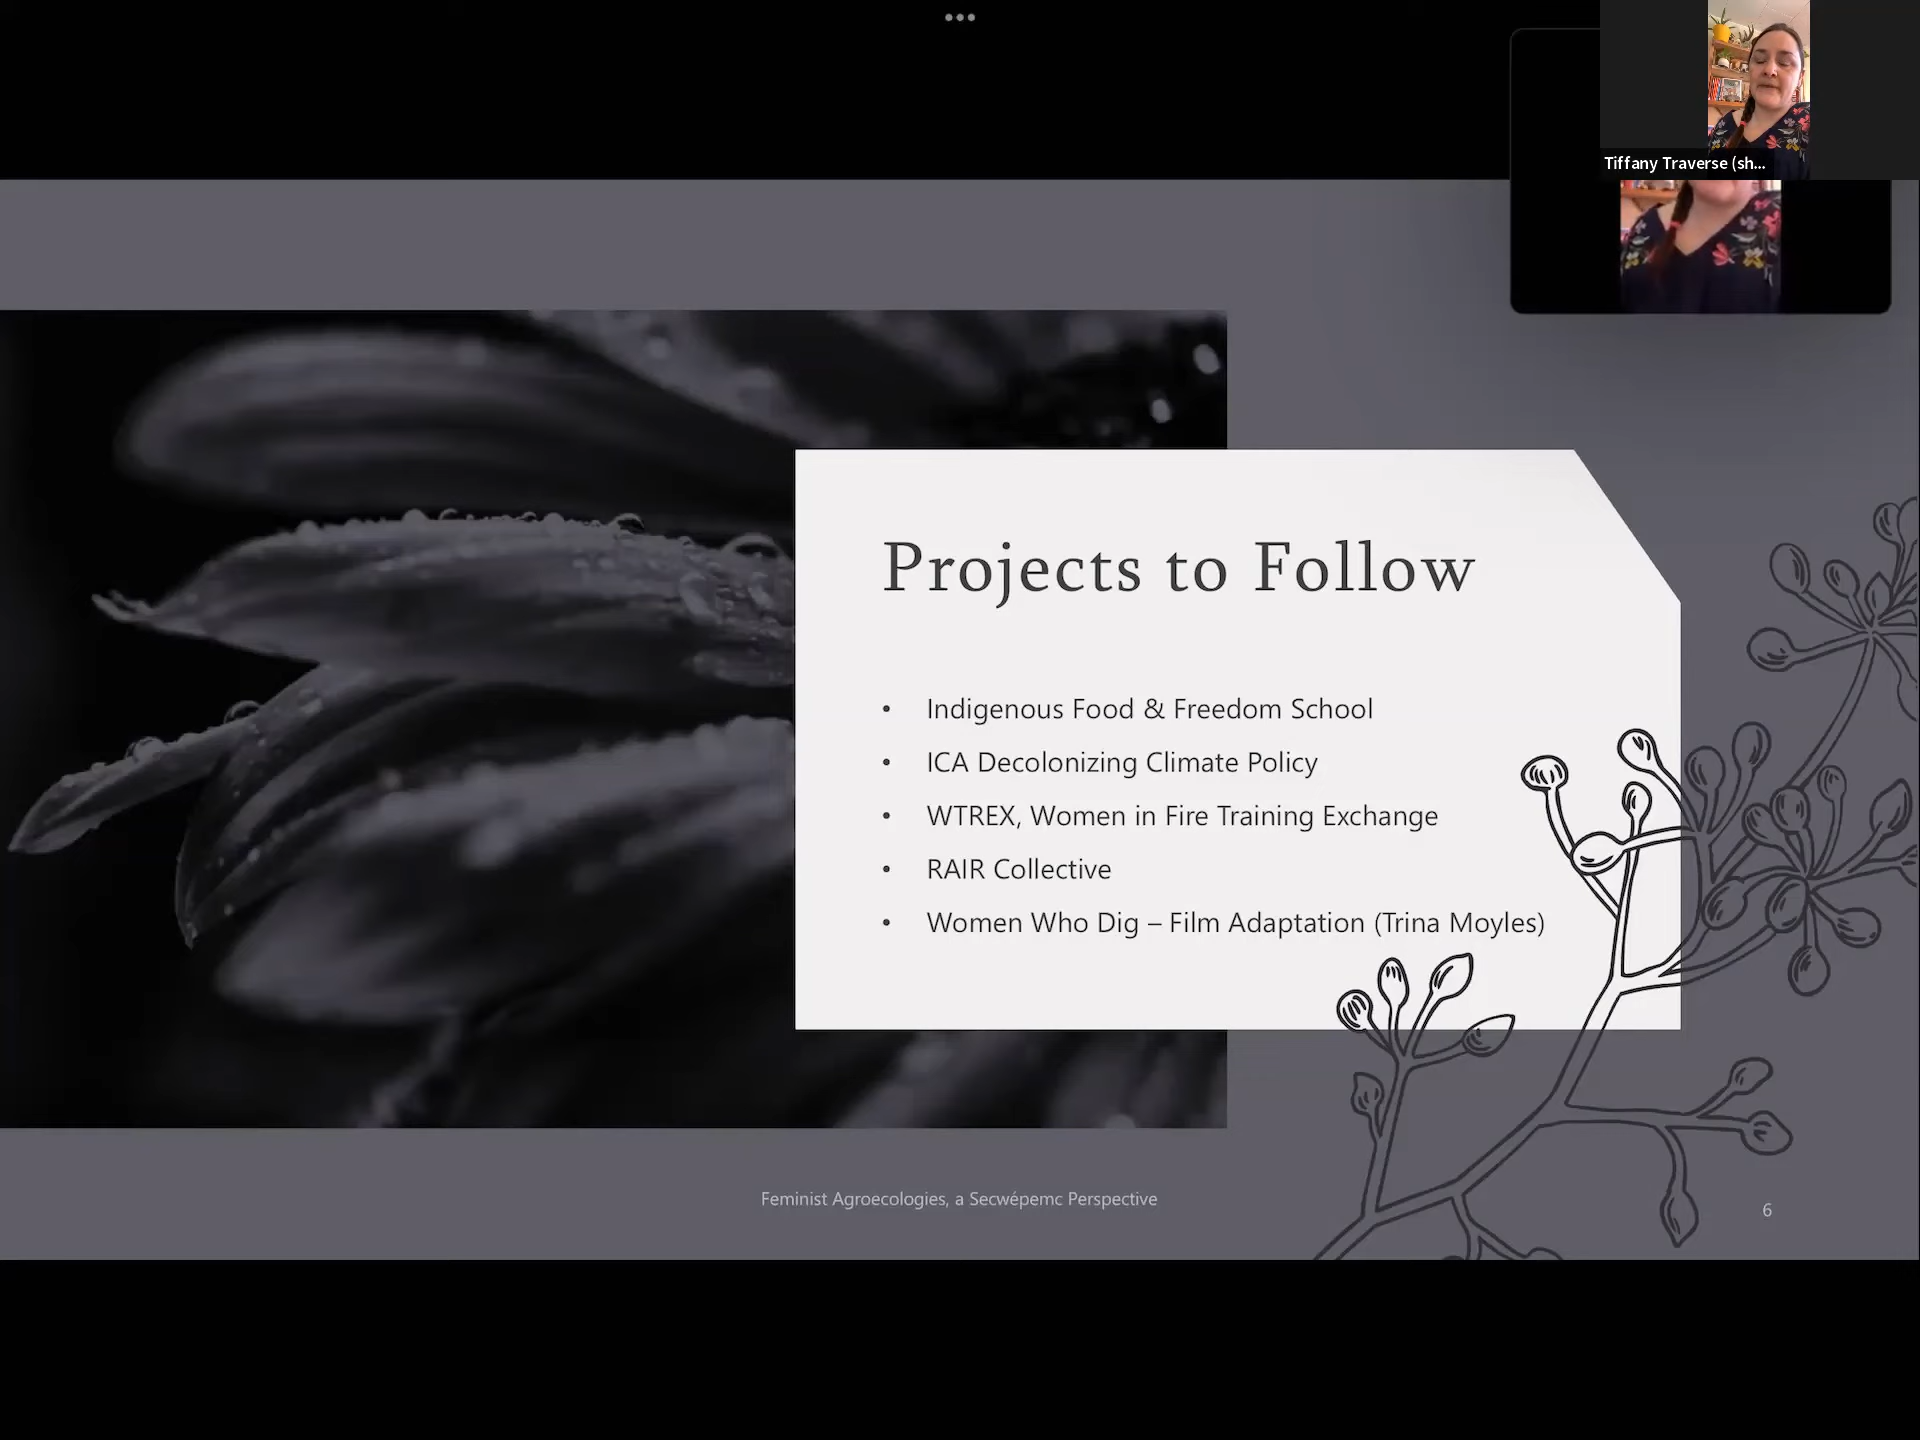 Tiffany Traverse (sh...
Projects to Follow
• Indigenous Food & Freedom School
• ICA Decolonizing Climate Policy
• WTREX, Women in Fire Training Exchange
• RAIR Collective
• Women Who Dig – Film Adaptation (Trina Moyles)
Feminist Agroecologies, a Secwépemc Perspective
6